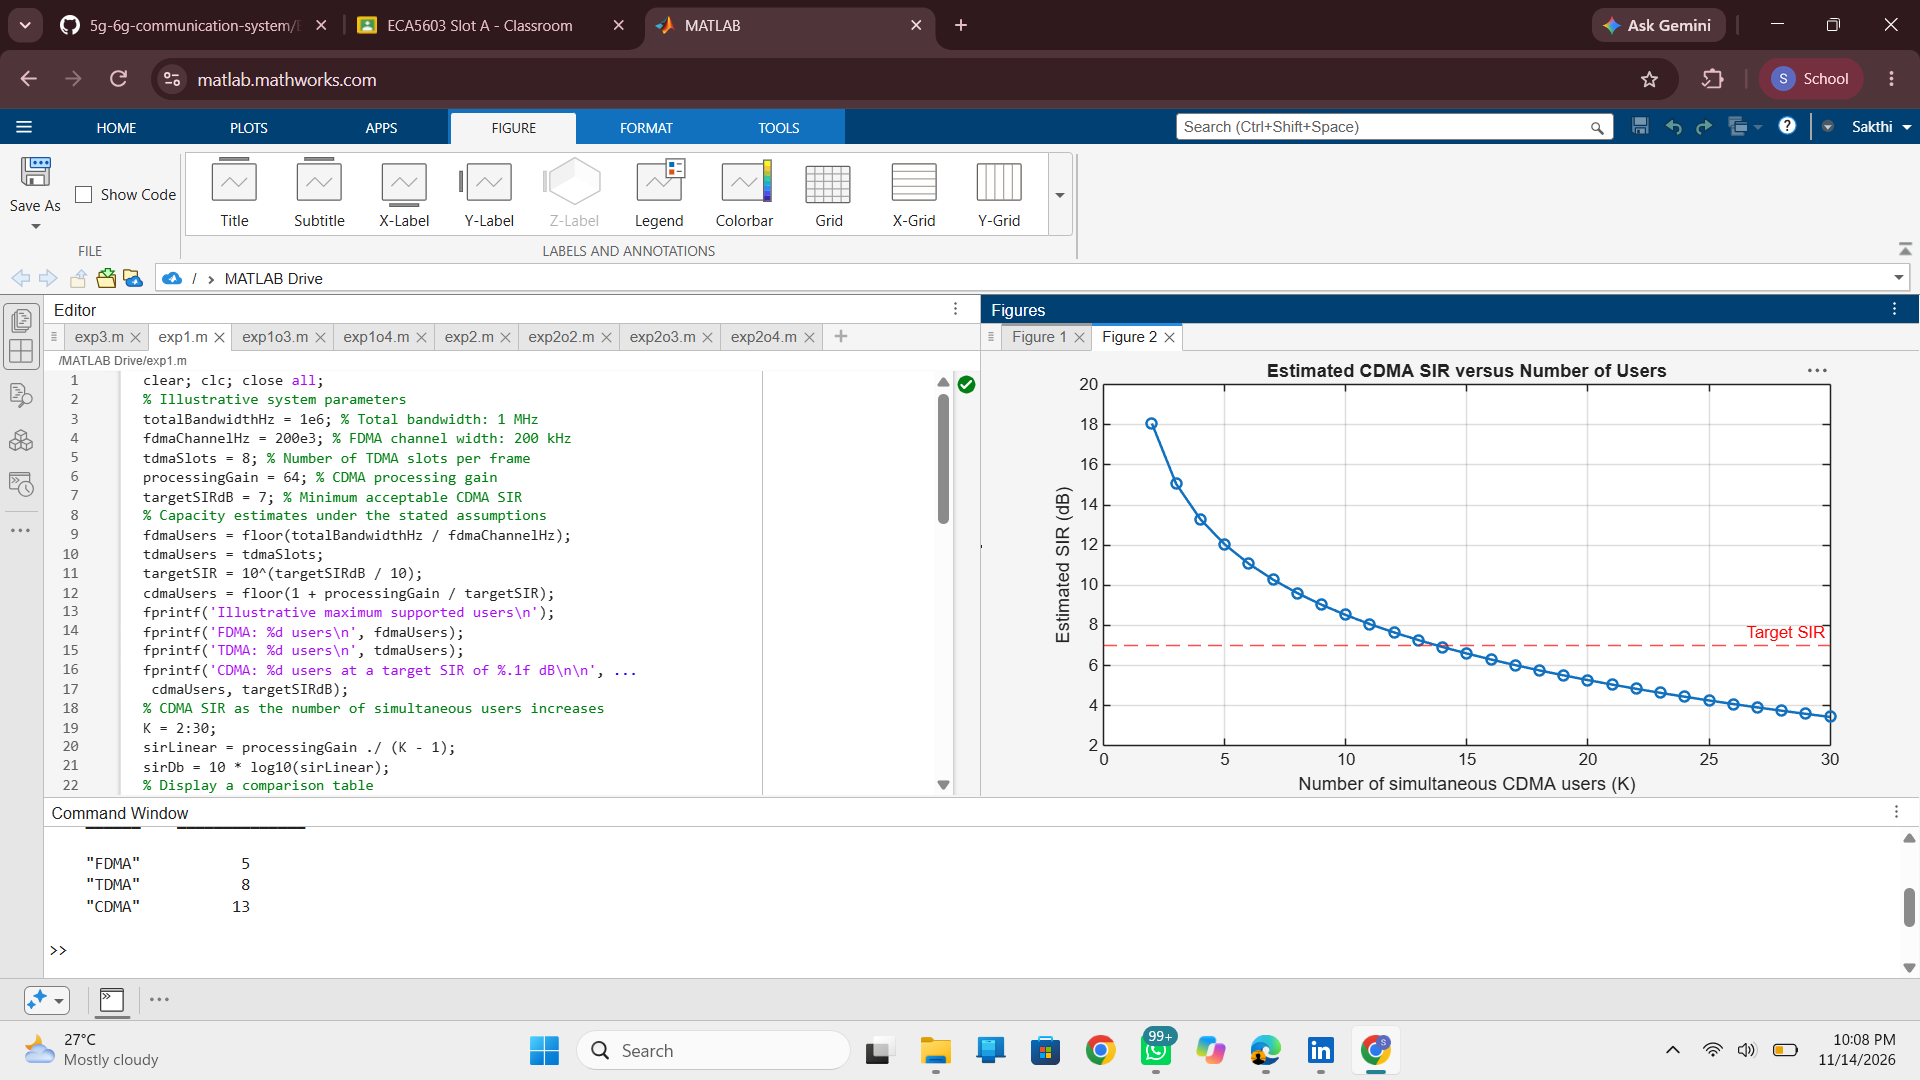 5g-6g-communication-system/
ECA5603 Slot A - Classroom
MATLAB
Ask Gemini
matlab.mathworks.com
S School
HOME PLOTS APPS FIGURE FORMAT TOOLS
Search (Ctrl+Shift+Space)
Sakthi
Save As
Show Code
Title Subtitle X-Label Y-Label Z-Label Legend Colorbar Grid X-Grid Y-Grid
FILE
LABELS AND ANNOTATIONS
/ › MATLAB Drive
Editor
exp3.m exp1.m exp1o3.m exp1o4.m exp2.m exp2o2.m exp2o3.m exp2o4.m
/MATLAB Drive/exp1.m
1 clear; clc; close all;
2 % Illustrative system parameters
3 totalBandwidthHz = 1e6; % Total bandwidth: 1 MHz
4 fdmaChannelHz = 200e3; % FDMA channel width: 200 kHz
5 tdmaSlots = 8; % Number of TDMA slots per frame
6 processingGain = 64; % CDMA processing gain
7 targetSIRdB = 7; % Minimum acceptable CDMA SIR
8 % Capacity estimates under the stated assumptions
9 fdmaUsers = floor(totalBandwidthHz / fdmaChannelHz);
10 tdmaUsers = tdmaSlots;
11 targetSIR = 10^(targetSIRdB / 10);
12 cdmaUsers = floor(1 + processingGain / targetSIR);
13 fprintf('Illustrative maximum supported users\n');
14 fprintf('FDMA: %d users\n', fdmaUsers);
15 fprintf('TDMA: %d users\n', tdmaUsers);
16 fprintf('CDMA: %d users at a target SIR of %.1f dB\n\n', ...
17 cdmaUsers, targetSIRdB);
18 % CDMA SIR as the number of simultaneous users increases
19 K = 2:30;
20 sirLinear = processingGain ./ (K - 1);
21 sirDb = 10 * log10(sirLinear);
22 % Display a comparison table
Figures
Figure 1 Figure 2
Estimated CDMA SIR versus Number of Users
20
18
16
14
12
10
8
6
4
2
Estimated SIR (dB)
Target SIR
0 5 10 15 20 25 30
Number of simultaneous CDMA users (K)
Command Window
"FDMA" 5
"TDMA" 8
"CDMA" 13
>>
27°C
Mostly cloudy
Search
99+
10:08 PM
11/14/2026